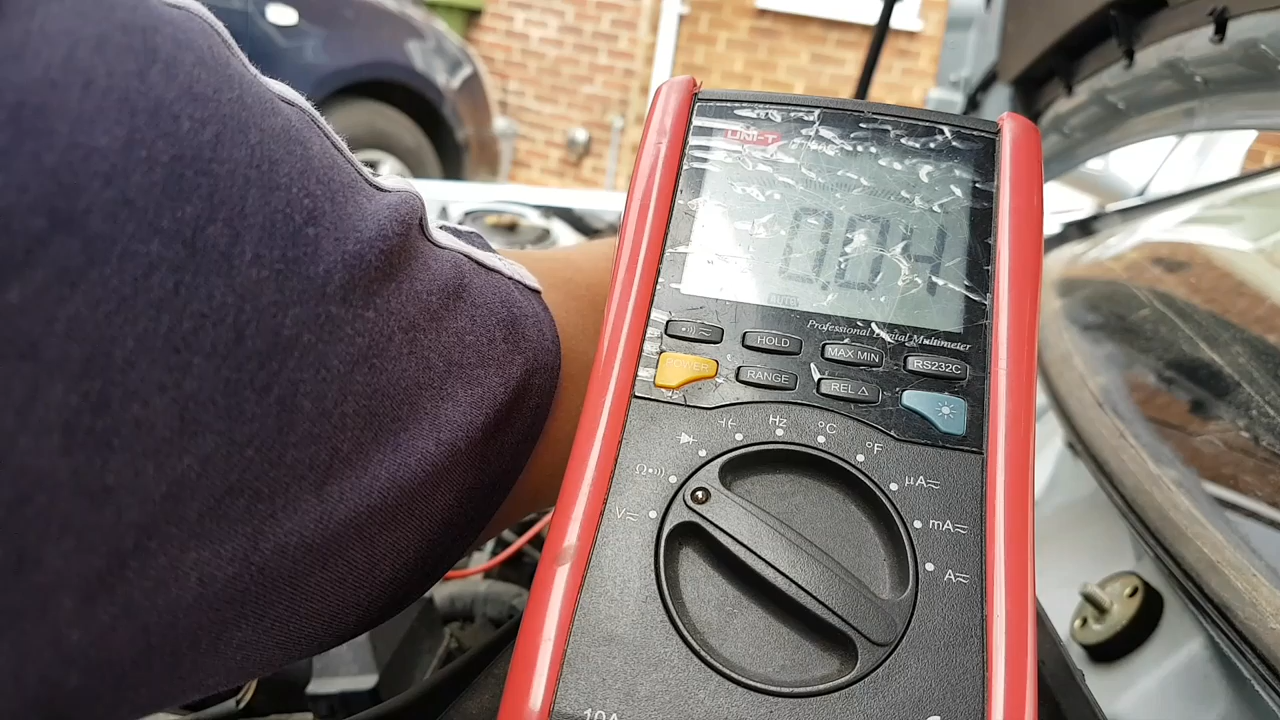 UNI-T
0.04
AUTO
Professional Digital Multimeter
HOLD
MAX MIN
RS232C
POWER
RANGE
REL △
Hz
°C
°F
Ω
V
μA
mA
A
10A